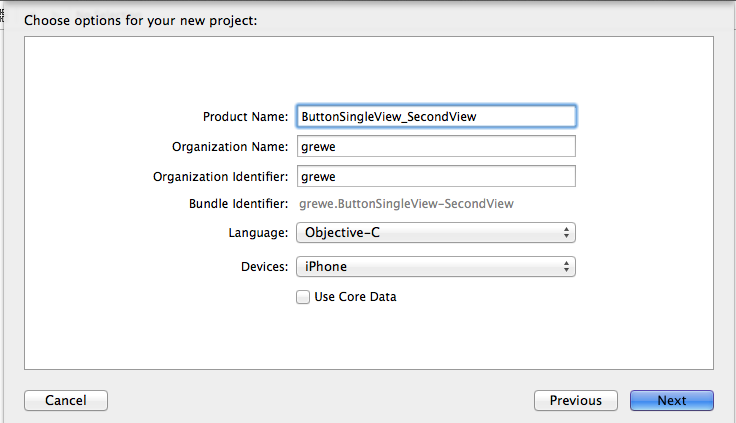 Choose options for your new project:
Product Name: ButtonSingleView_SecondView
Organization Name: grewe
Organization Identifier: grewe
Bundle Identifier: grewe.ButtonSingleView-SecondView
Language: Objective-C
Devices: iPhone
Use Core Data
Cancel Previous Next